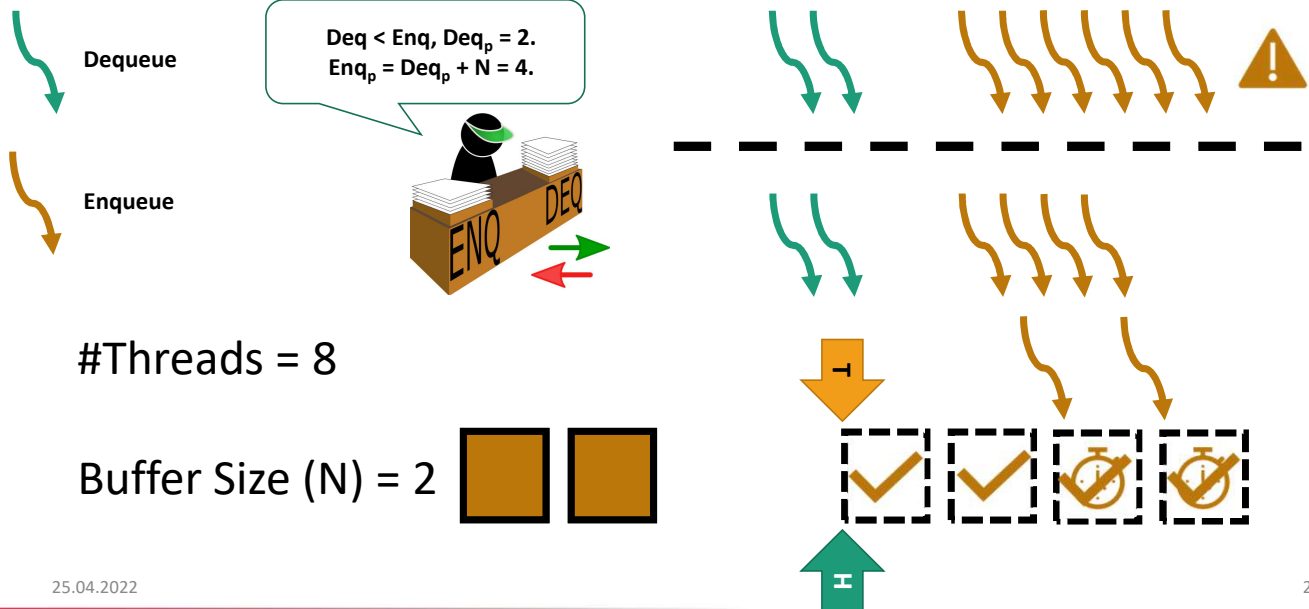 Dequeue
Deq < Enq, Deqₚ = 2.
Enqₚ = Deqₚ + N = 4.
Enqueue
ENQ
DEQ
#Threads = 8
T
Buffer Size (N) = 2
H
25.04.2022
2